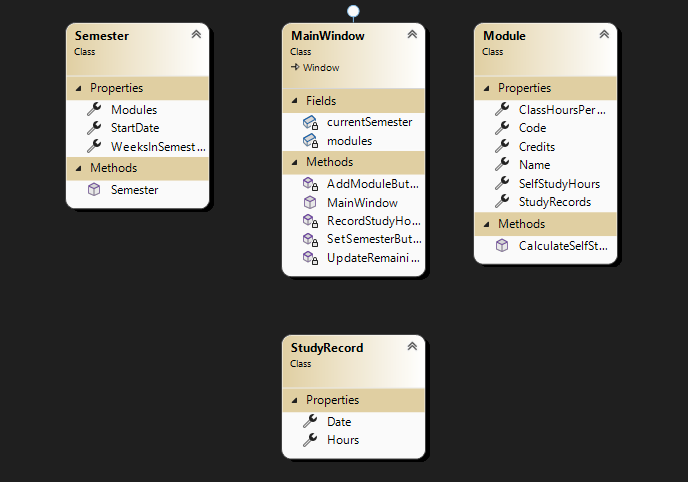 Semester
Class
Properties
Modules
StartDate
WeeksInSemest...
Methods
Semester
MainWindow
Class
Window
Fields
currentSemester
modules
Methods
AddModuleBut...
MainWindow
RecordStudyHo...
SetSemesterBut...
UpdateRemaini...
Module
Class
Properties
ClassHoursPer...
Code
Credits
Name
SelfStudyHours
StudyRecords
Methods
CalculateSelfSt...
StudyRecord
Class
Properties
Date
Hours